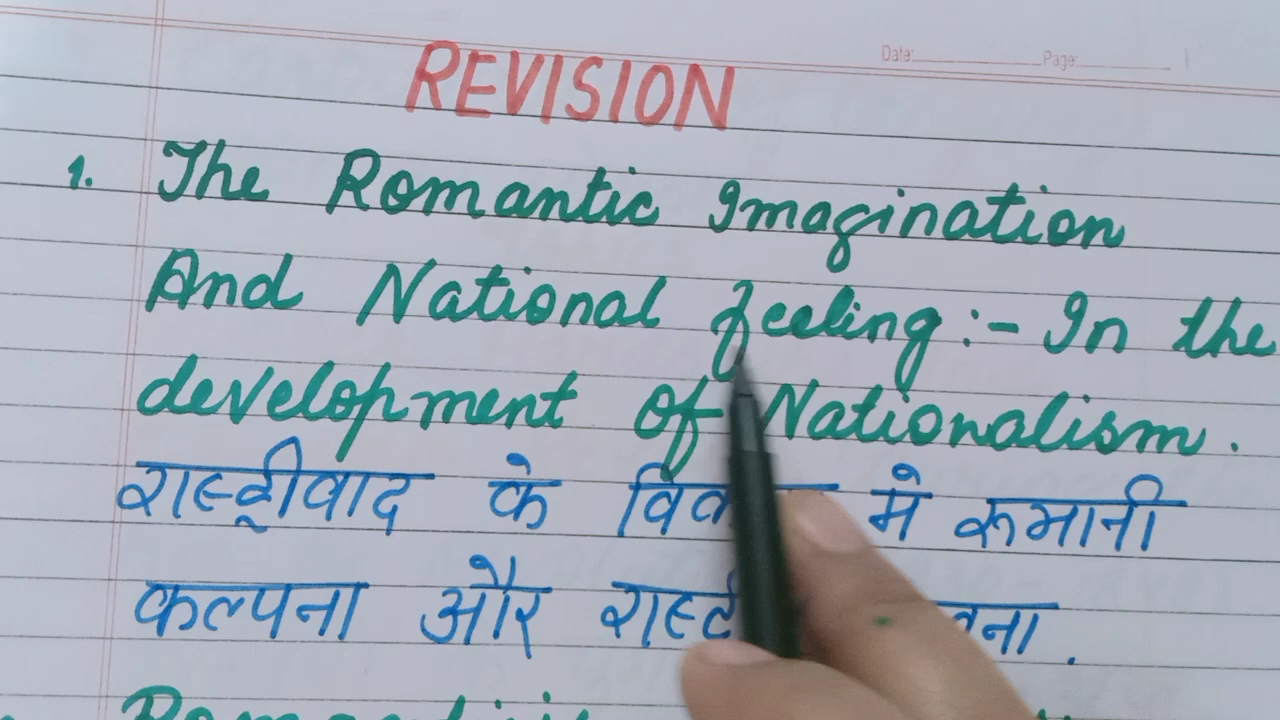 Date: Page:
REVISION
1. The Romantic Imagination
And National feeling :- In the
development of Nationalism.
रास्ट्रीवाद के में रूमानी
कल्पना और